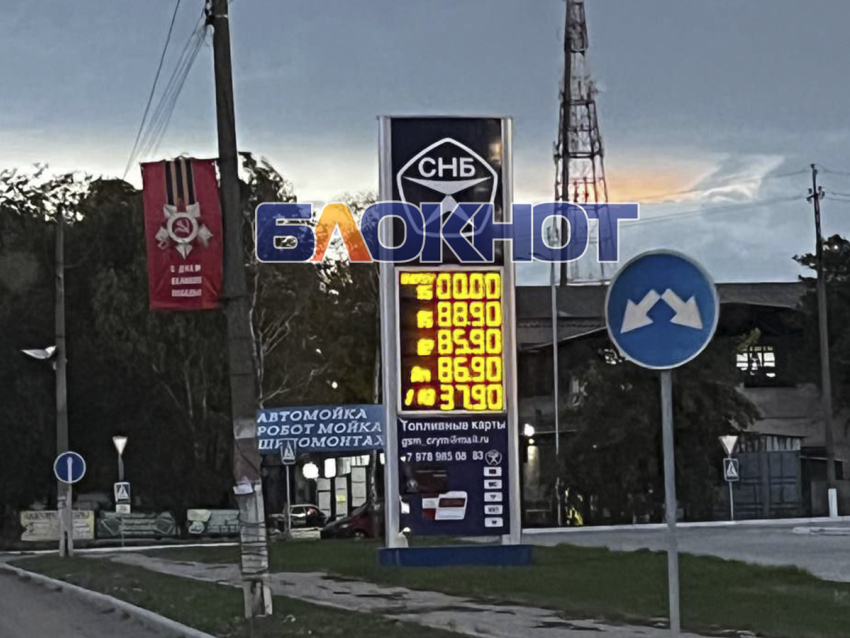 СНБ
БЛОКНОТ
С ДНЕМ
ВЕЛИКОЙ
ПОБЕДЫ
00.00
88.90
85.90
86.90
37.90
АВТОМОЙКА
РОБОТ МОЙКА
ШИНОМОНТАЖ
Топливные карты
gsm_crym@mail.ru
+7 978 985 08 83